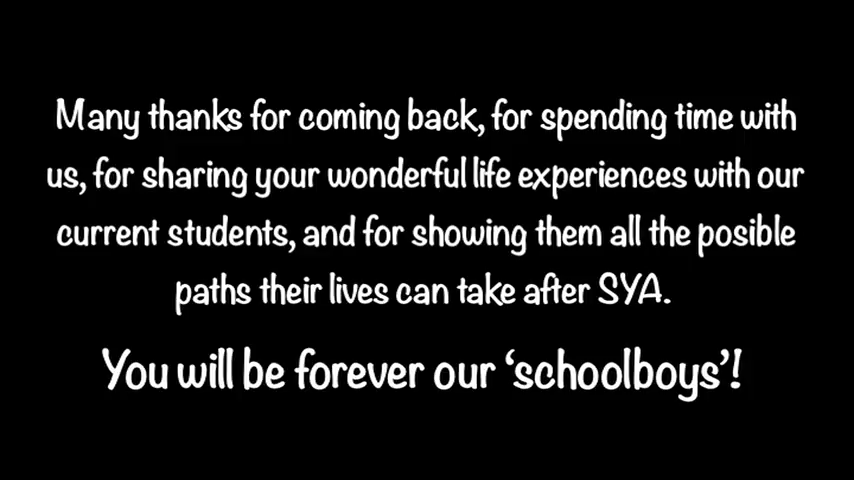 Many thanks for coming back, for spending time with
us, for sharing your wonderful life experiences with our
current students, and for showing them all the posible
paths their lives can take after SYA.
You will be forever our ‘schoolboys’!